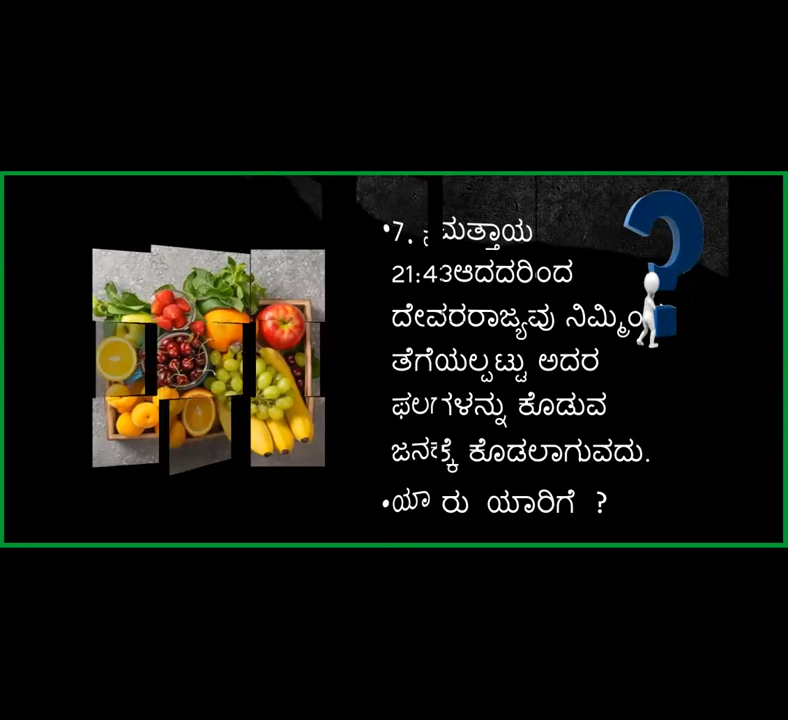 •7. ಮತ್ತಾಯ
21:43ಆದದರಿಂದ
ದೇವರರಾಜ್ಯವು ನಿಮ್ಮಿಂ
ತೆಗೆಯಲ್ಪಟ್ಟು ಅದರ
ಫಲಗಳನ್ನು ಕೊಡುವ
ಜನಕ್ಕೆ ಕೊಡಲಾಗುವದು.
•ಯಾರು ಯಾರಿಗೆ ?